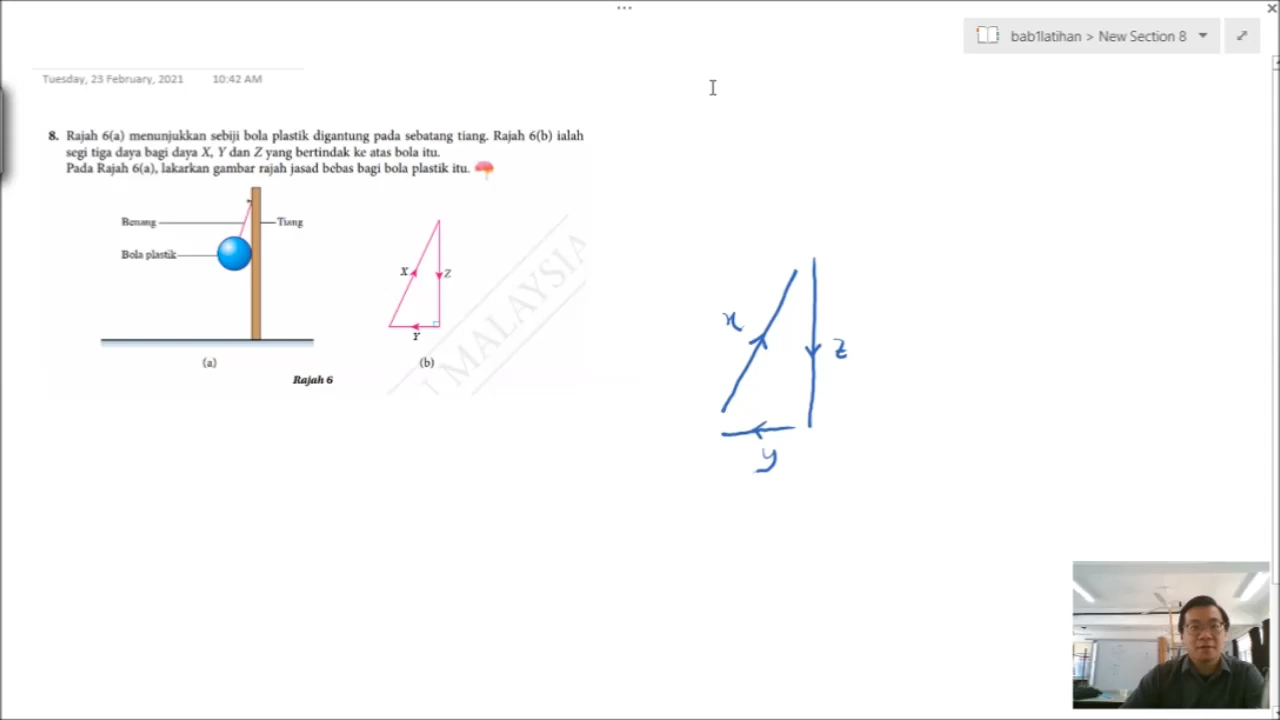 bab1latihan > New Section 8
Tuesday, 23 February, 2021 10:42 AM
8. Rajah 6(a) menunjukkan sebiji bola plastik digantung pada sebatang tiang. Rajah 6(b) ialah
segi tiga daya bagi daya X, Y dan Z yang bertindak ke atas bola itu.
Pada Rajah 6(a), lakarkan gambar rajah jasad bebas bagi bola plastik itu.
Benang
Tiang
Bola plastik
X
Z
Y
(a)
(b)
Rajah 6
MALAYSIA
x
z
y